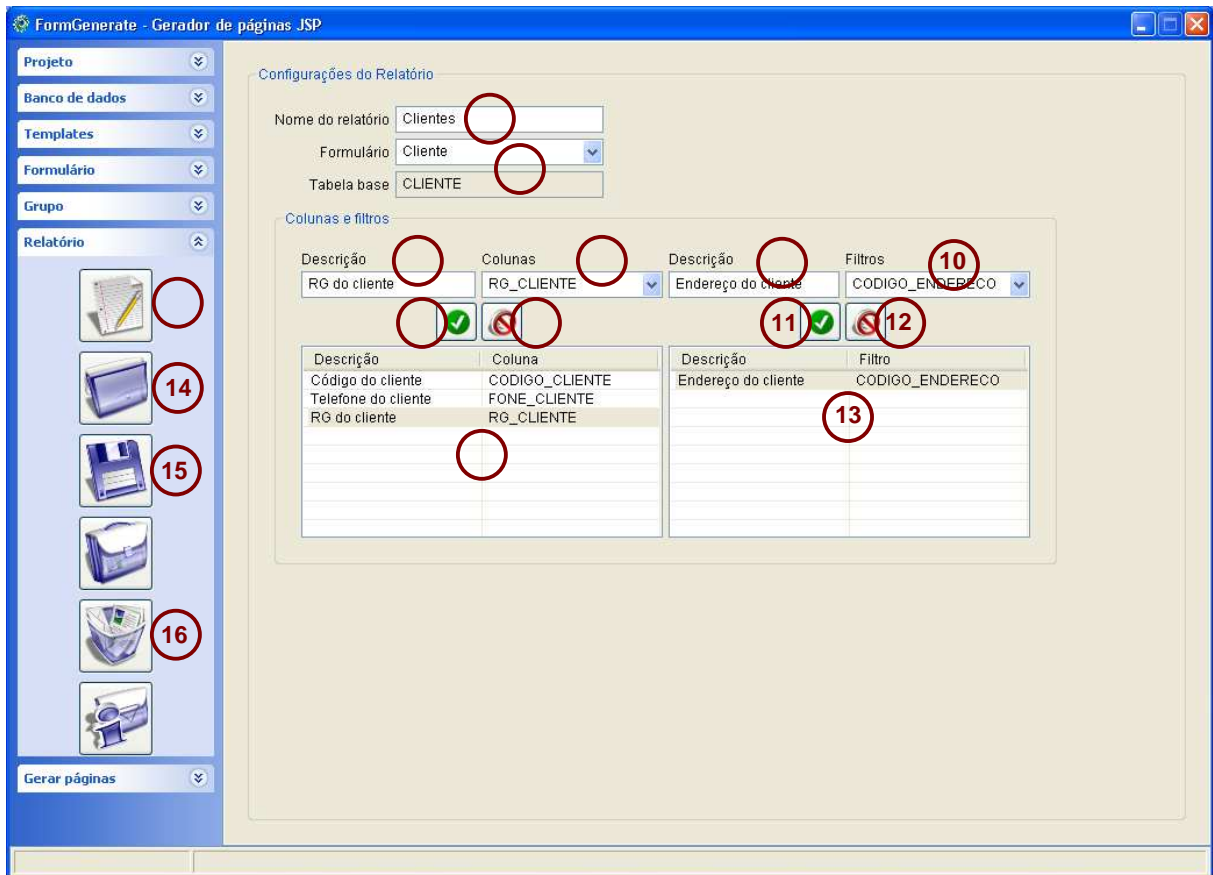 FormGenerate - Gerador de páginas JSP
Projeto
Banco de dados
Templates
Formulário
Grupo
Relatório
14
15
16
Gerar páginas
Configurações do Relatório
Nome do relatório Clientes
Formulário Cliente
Tabela base CLIENTE
Colunas e filtros
Descrição Colunas Descrição Filtros 10
RG do cliente RG_CLIENTE Endereço do cliente CODIGO_ENDERECO
11 12
Descrição Coluna Descrição Filtro
Código do cliente CODIGO_CLIENTE Endereço do cliente CODIGO_ENDERECO
Telefone do cliente FONE_CLIENTE
RG do cliente RG_CLIENTE 13